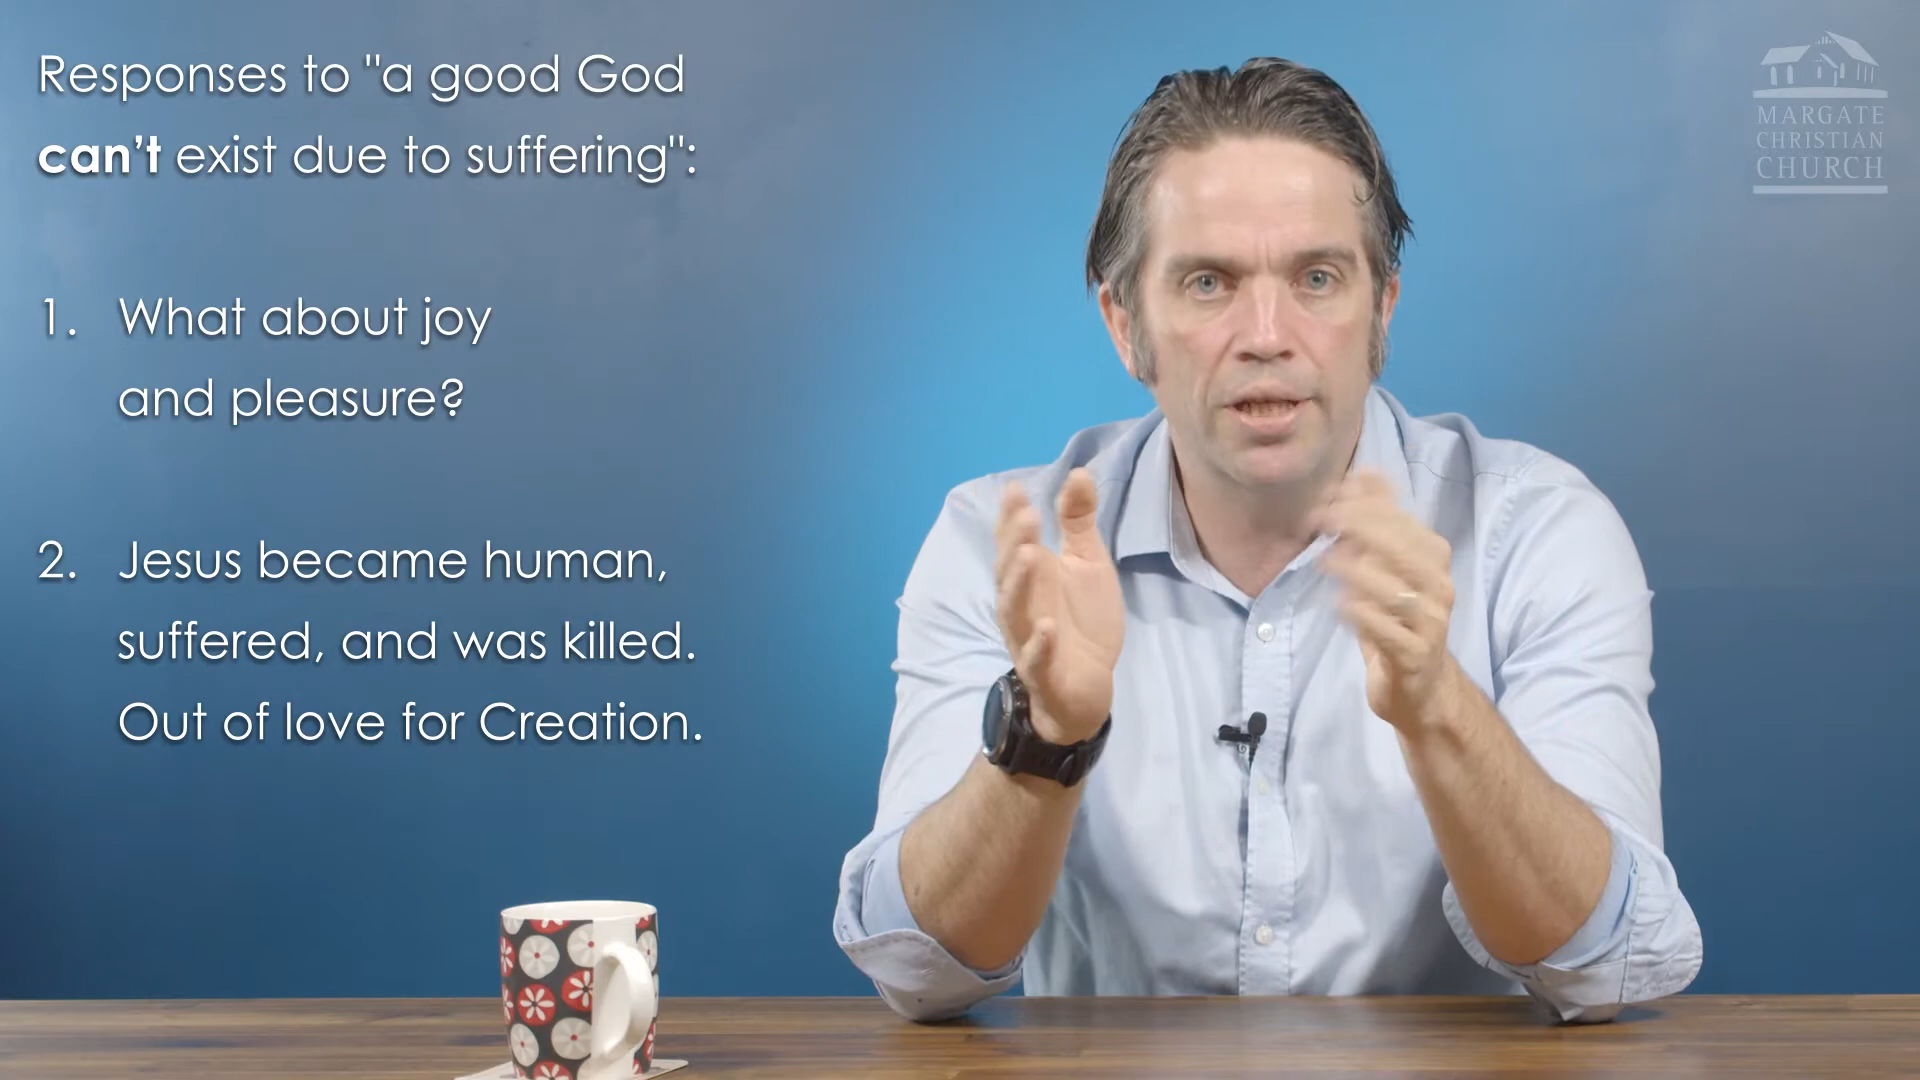 Responses to "a good God
can't exist due to suffering":
1. What about joy
and pleasure?
2. Jesus became human,
suffered, and was killed.
Out of love for Creation.
MARGATE
CHRISTIAN
CHURCH